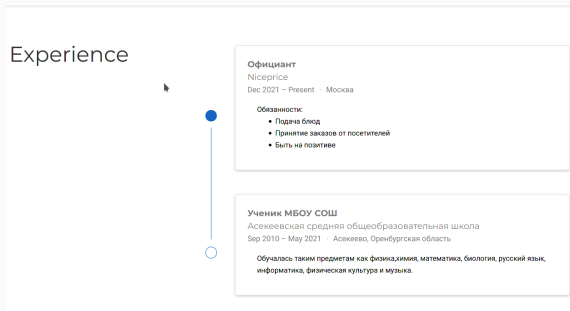 Experience
Официант
Niceprice
Dec 2021 – Present · Москва
Обязанности:
• Подача блюд
• Принятие заказов от посетителей
• Быть на позитиве
Ученик МБОУ СОШ
Асекеевская средняя общеобразовательная школа
Sep 2010 – May 2021 · Асекеево, Оренбургская область
Обучалась таким предметам как физика,химия, математика, биология, русский язык,
информатика, физическая культура и музыка.